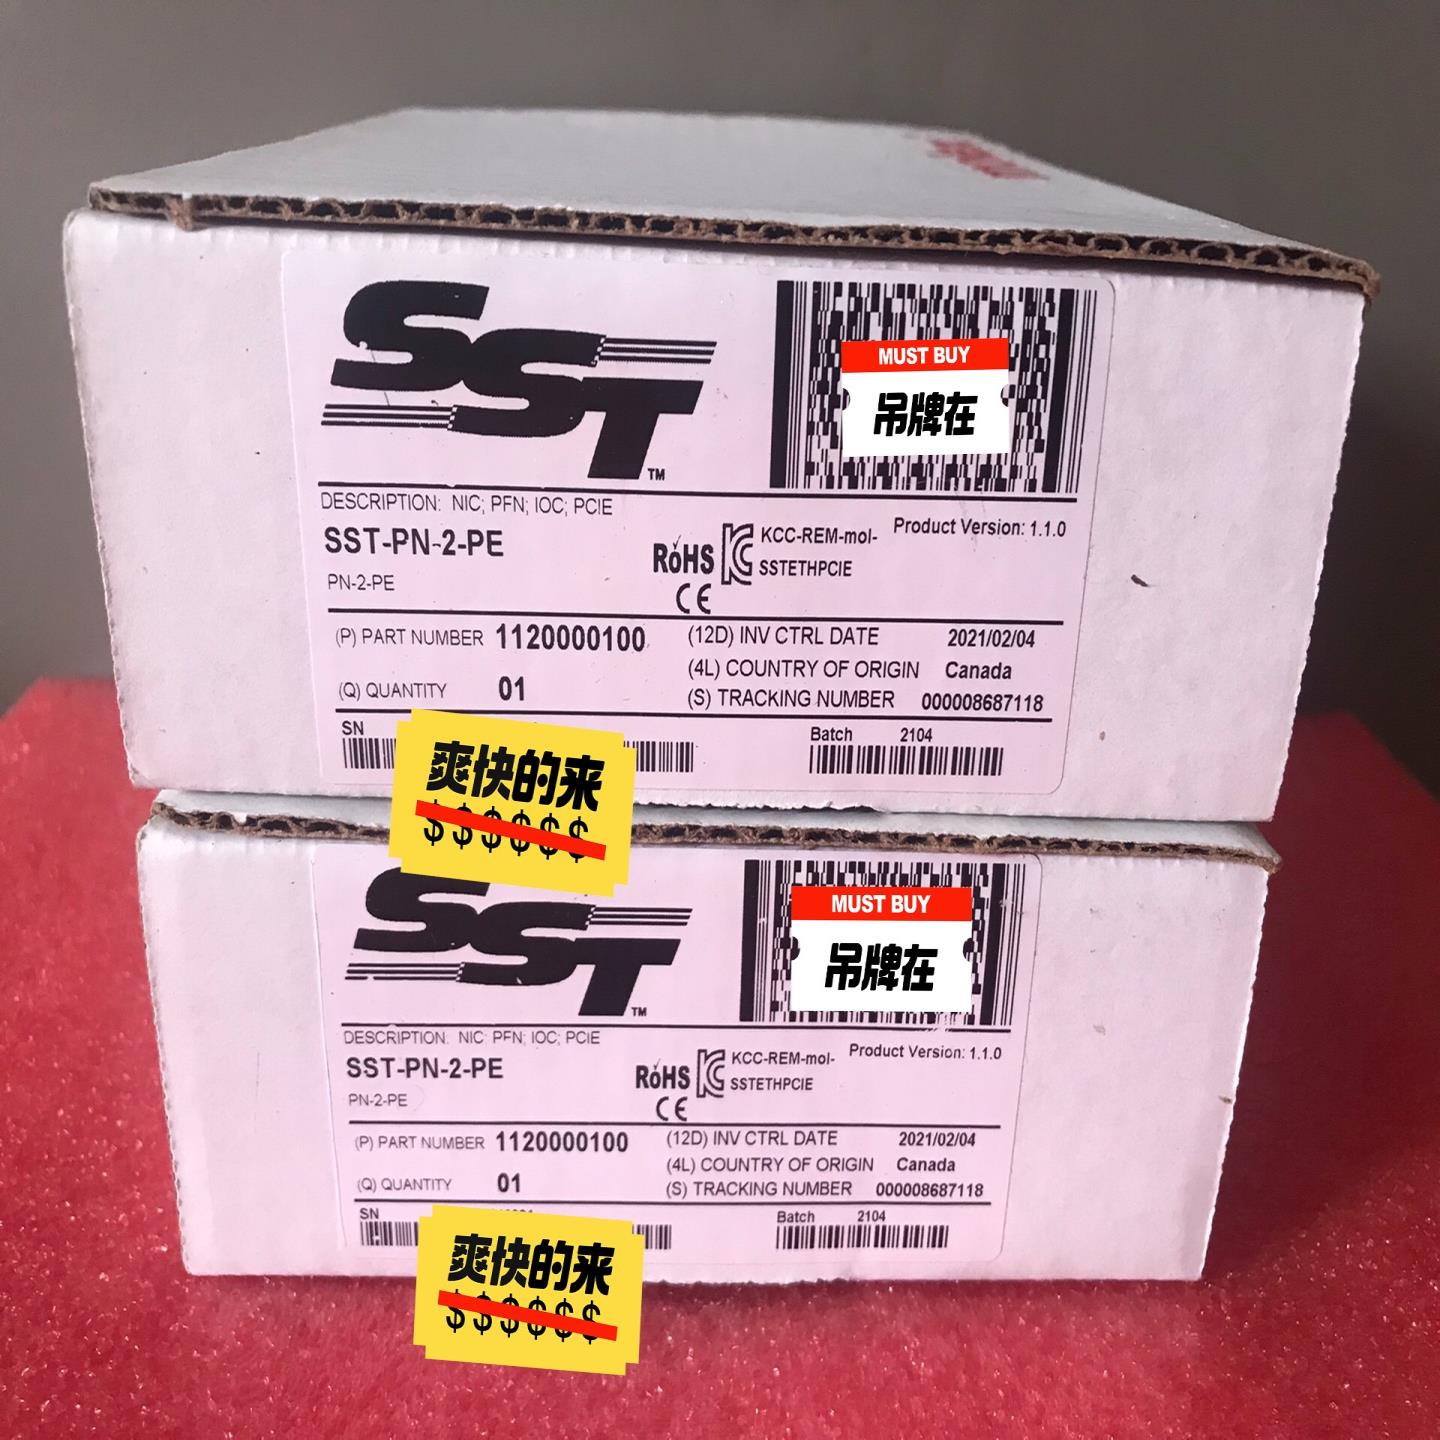 SST
TM
MUST BUY
吊牌在
DESCRIPTION: NIC; PFN; IOC; PCIE
SST-PN-2-PE
PN-2-PE
RoHS
CE
KCC-REM-mol-
SSTETHPCIE
Product Version: 1.1.0
(P) PART NUMBER 1120000100
(Q) QUANTITY 01
(12D) INV CTRL DATE 2021/02/04
(4L) COUNTRY OF ORIGIN Canada
(S) TRACKING NUMBER 000008687118
SN
Batch 2104
爽快的来
$$$$$$
SST
TM
MUST BUY
吊牌在
DESCRIPTION: NIC; PFN; IOC; PCIE
SST-PN-2-PE
PN-2-PE
RoHS
CE
KCC-REM-mol-
SSTETHPCIE
Product Version: 1.1.0
(P) PART NUMBER 1120000100
(Q) QUANTITY 01
(12D) INV CTRL DATE 2021/02/04
(4L) COUNTRY OF ORIGIN Canada
(S) TRACKING NUMBER 000008687118
SN
Batch 2104
爽快的来
$$$$$$